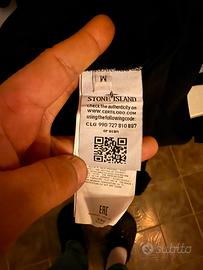 M
STONE ISLAND
check the authenticity on
www.certilogo.com
using the following code:
CLG 990 727 810 887
or scan
EAC
subito